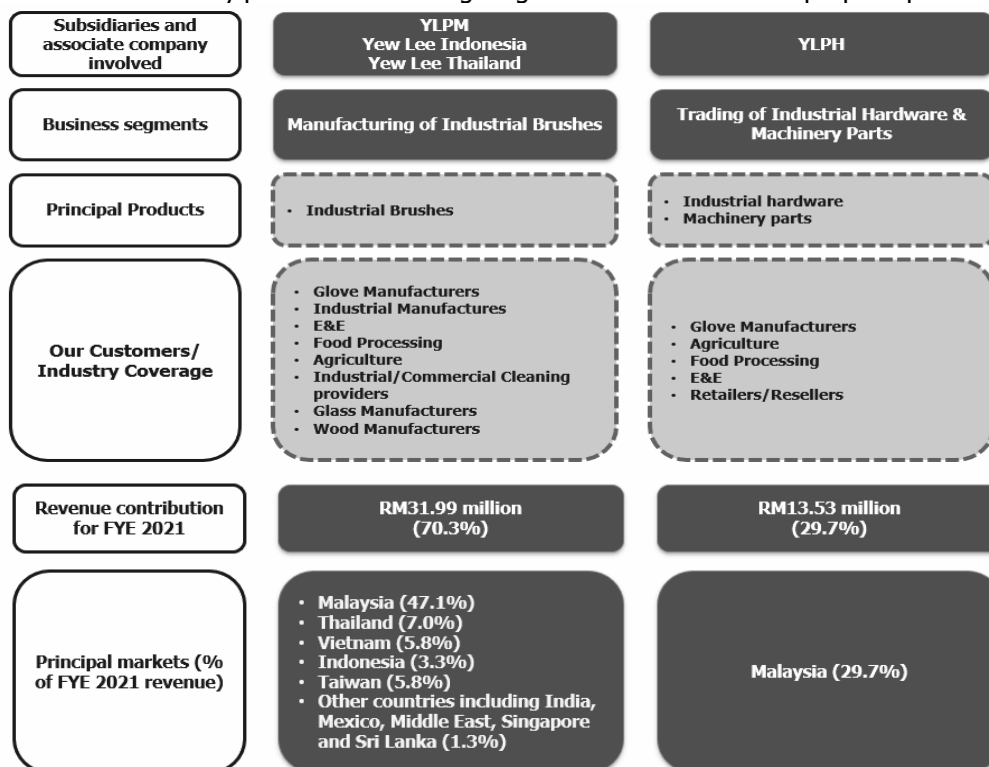 Subsidiaries and
associate company
involved
YLPM
Yew Lee Indonesia
Yew Lee Thailand
YLPH
Business segments
Manufacturing of Industrial Brushes
Trading of Industrial Hardware &
Machinery Parts
Principal Products
• Industrial Brushes
• Industrial hardware
• Machinery parts
Our Customers/
Industry Coverage
• Glove Manufacturers
• Industrial Manufactures
• E&E
• Food Processing
• Agriculture
• Industrial/Commercial Cleaning
providers
• Glass Manufacturers
• Wood Manufacturers
• Glove Manufacturers
• Agriculture
• Food Processing
• E&E
• Retailers/Resellers
Revenue contribution
for FYE 2021
RM31.99 million
(70.3%)
RM13.53 million
(29.7%)
Principal markets (%
of FYE 2021 revenue)
• Malaysia (47.1%)
• Thailand (7.0%)
• Vietnam (5.8%)
• Indonesia (3.3%)
• Taiwan (5.8%)
• Other countries including India,
Mexico, Middle East, Singapore
and Sri Lanka (1.3%)
Malaysia (29.7%)